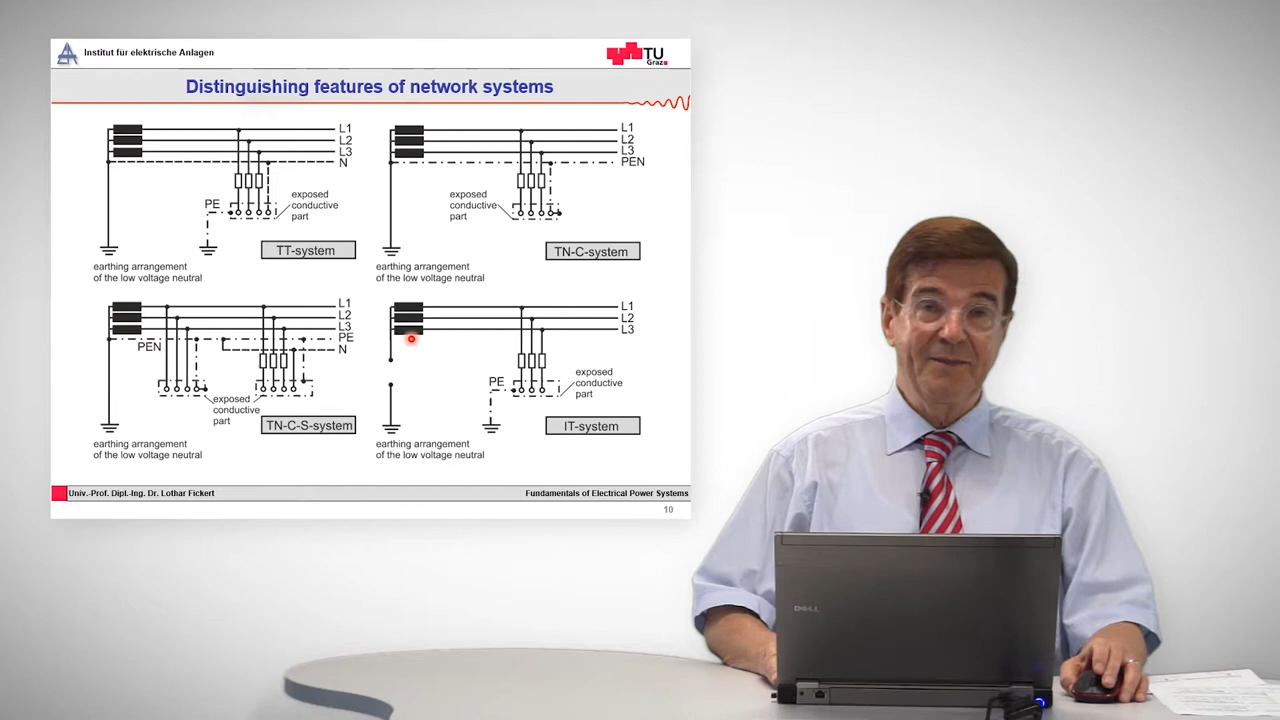 Institut für elektrische Anlagen
TU
Graz
Distinguishing features of network systems
L1
L2
L3
N
PE
exposed
conductive
part
TT-system
earthing arrangement
of the low voltage neutral
L1
L2
L3
PEN
exposed
conductive
part
TN-C-system
earthing arrangement
of the low voltage neutral
L1
L2
L3
PE
N
PEN
exposed
conductive
part
TN-C-S-system
earthing arrangement
of the low voltage neutral
L1
L2
L3
PE
exposed
conductive
part
IT-system
earthing arrangement
of the low voltage neutral
Univ.-Prof. Dipl.-Ing. Dr. Lothar Fickert
Fundamentals of Electrical Power Systems
10
DELL